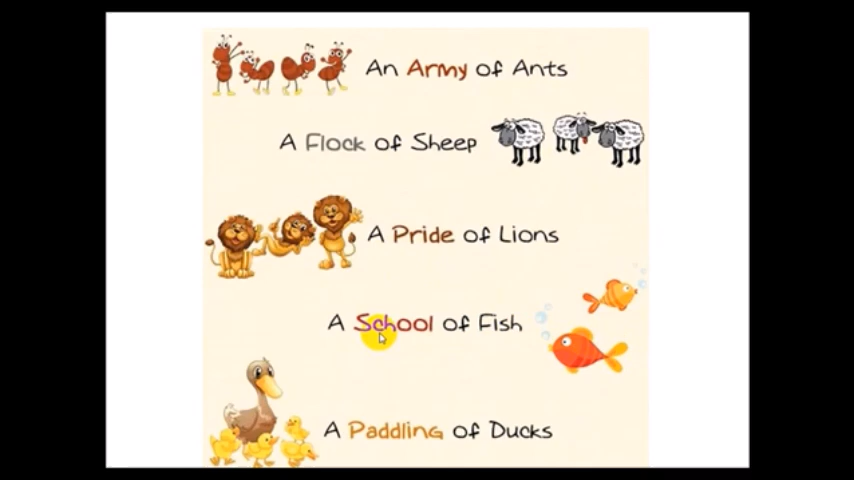 An Army of Ants
A Flock of Sheep
A Pride of Lions
A School of Fish
A Paddling of Ducks